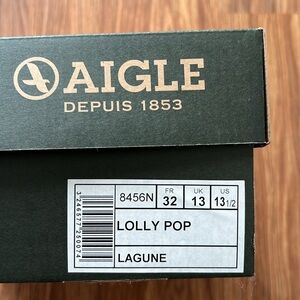 AIGLE
DEPUIS 1853
8456N FR 32 UK 13 US 13 1/2
LOLLY POP
LAGUNE